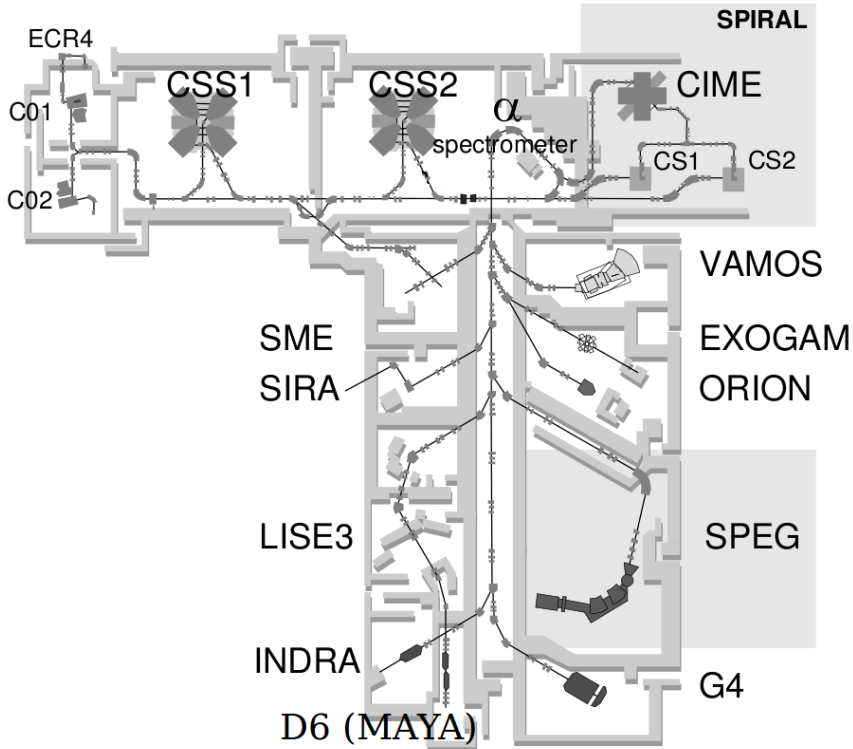 SPIRAL
ECR4
CSS1
CSS2
α
spectrometer
CIME
C01
CS1
CS2
C02
VAMOS
SME
EXOGAM
SIRA
ORION
LISE3
SPEG
INDRA
G4
D6 (MAYA)